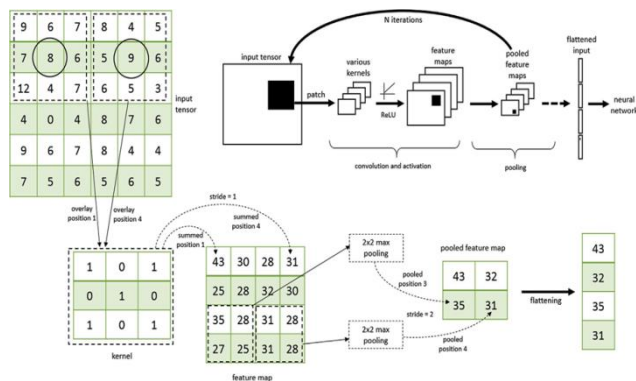 9 6 7 8 4 5
7 8 6 5 9 6
12 4 7 6 5 3
4 0 4 8 7 6
9 6 7 8 4 4
7 5 6 5 6 5
input
tensor
N iterations
input tensor
patch
various
kernels
ReLU
feature
maps
pooled
feature
maps
flattened
input
neural
network
convolution and activation
pooling
overlay
position 1
overlay
position 4
stride = 1
summed
position 4
summed
position 1
1 0 1
0 1 0
1 0 1
kernel
43 30 28 31
25 28 32 30
35 28 31 28
27 25 31 28
feature map
2x2 max
pooling
pooled
position 3
stride = 2
2x2 max
pooling
pooled
position 4
pooled feature map
43 32
35 31
flattening
43
32
35
31